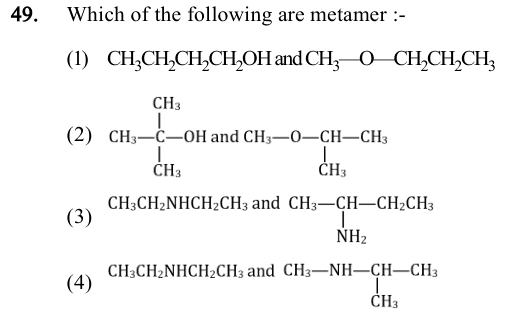 49. Which of the following are metamer :-
(1) CH₃CH₂CH₂CH₂OH and CH₃—O—CH₂CH₂CH₃
CH₃
|
(2) CH₃—C—OH and CH₃—O—CH—CH₃
| |
CH₃ CH₃
(3) CH₃CH₂NHCH₂CH₃ and CH₃—CH—CH₂CH₃
|
NH₂
(4) CH₃CH₂NHCH₂CH₃ and CH₃—NH—CH—CH₃
|
CH₃